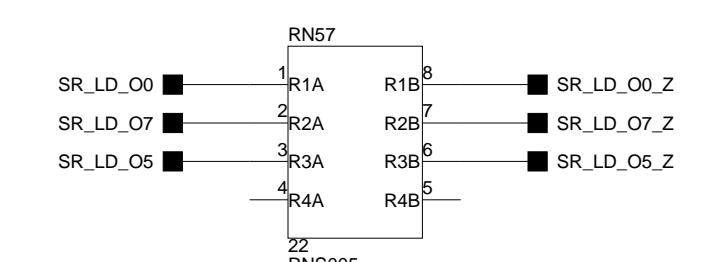 RN57
SR_LD_O0 1 R1A R1B 8 SR_LD_O0_Z
SR_LD_O7 2 R2A R2B 7 SR_LD_O7_Z
SR_LD_O5 3 R3A R3B 6 SR_LD_O5_Z
4 R4A R4B 5
22